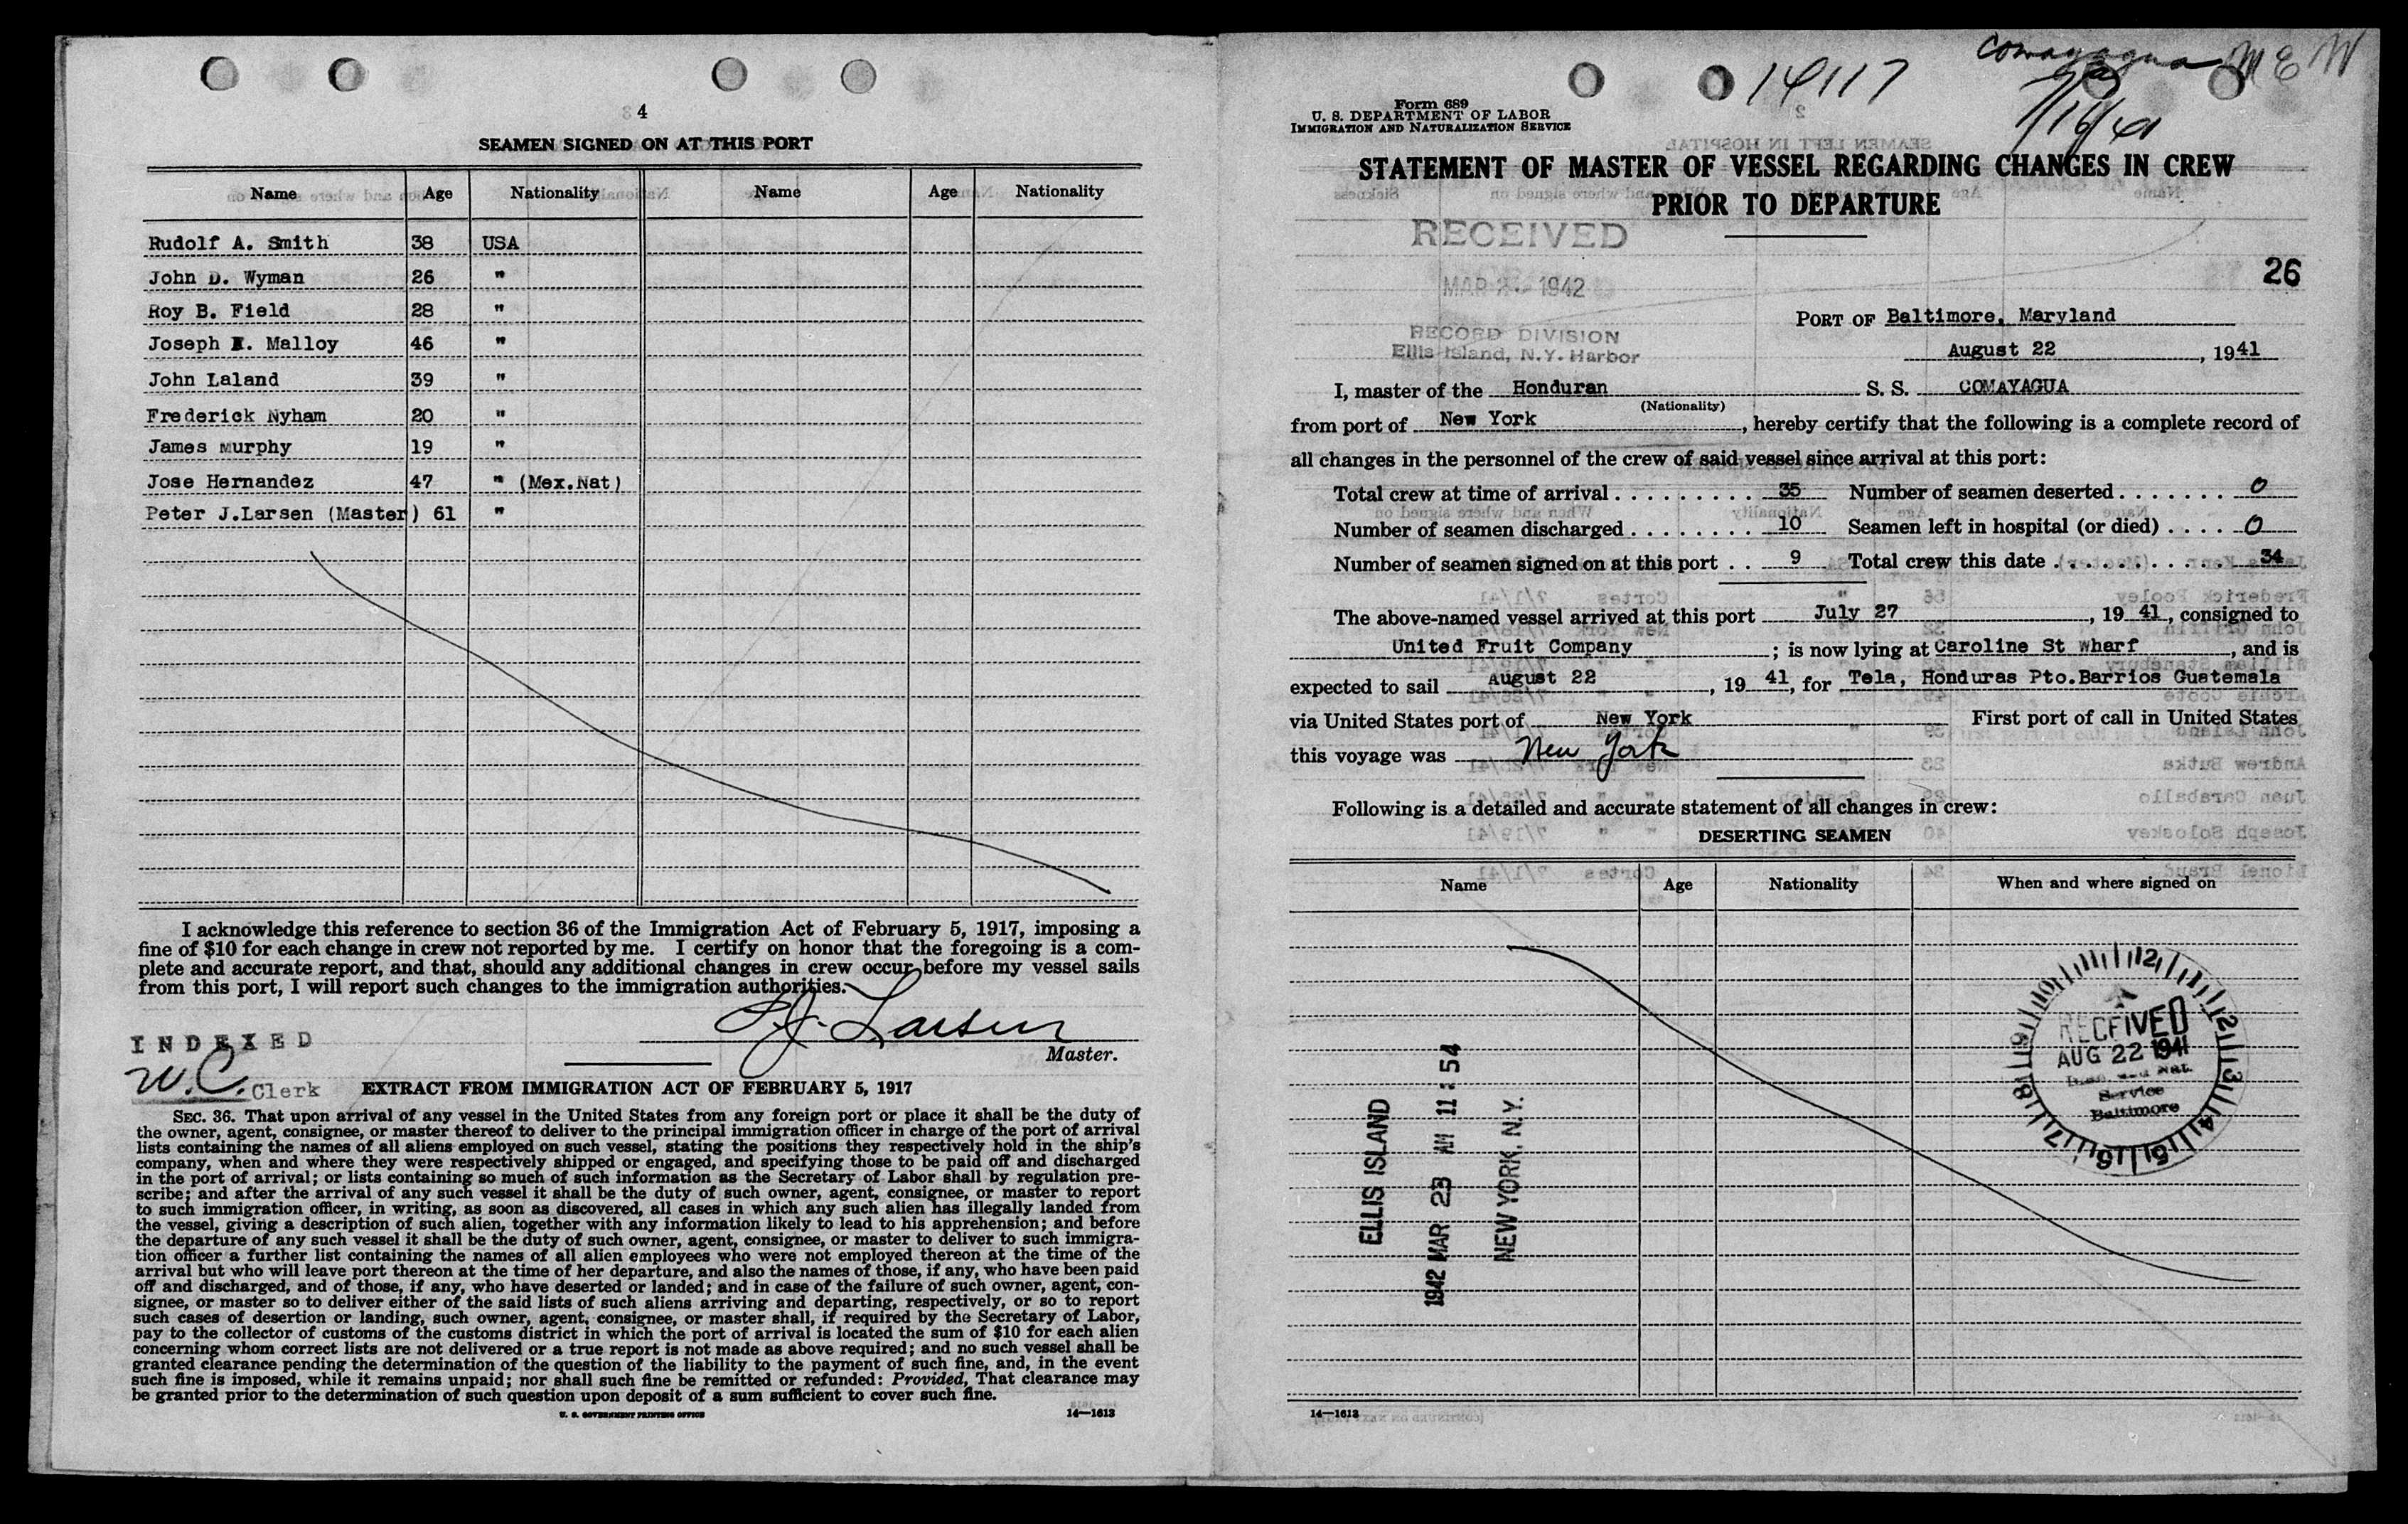 4
SEAMEN SIGNED ON AT THIS PORT
Name Age Nationality Name Age Nationality
Rudolf A. Smith 38 USA
John D. Wyman 26 "
Roy B. Field 28 "
Joseph . Malloy 46 "
John Laland 39 "
Frederick Nyham 20 "
James Murphy 19 "
Jose Hernandez 47 " (Mex.Nat)
Peter J.Larsen (Master) 61 "
I acknowledge this reference to section 36 of the Immigration Act of February 5, 1917, imposing a
fine of $10 for each change in crew not reported by me. I certify on honor that the foregoing is a com-
plete and accurate report, and that, should any additional changes in crew occur before my vessel sails
from this port, I will report such changes to the immigration authorities.
P.J. Larsen
Master.
INDEXED
W.C. Clerk
EXTRACT FROM IMMIGRATION ACT OF FEBRUARY 5, 1917
SEC. 36. That upon arrival of any vessel in the United States from any foreign port or place it shall be the duty of
the owner, agent, consignee, or master thereof to deliver to the principal immigration officer in charge of the port of arrival
lists containing the names of all aliens employed on such vessel, stating the positions they respectively hold in the ship's
company, when and where they were respectively shipped or engaged, and specifying those to be paid off and discharged
in the port of arrival; or lists containing so much of such information as the Secretary of Labor shall by regulation pre-
scribe; and after the arrival of any such vessel it shall be the duty of such owner, agent, consignee, or master to report
to such immigration officer, in writing, as soon as discovered, all cases in which any such alien has illegally landed from
the vessel, giving a description of such alien, together with any information likely to lead to his apprehension; and before
the departure of any such vessel it shall be the duty of such owner, agent, consignee, or master to deliver to such immigra-
tion officer a further list containing the names of all alien employees who were not employed thereon at the time of the
arrival but who will leave port thereon at the time of her departure, and also the names of those, if any, who have been paid
off and discharged, and of those, if any, who have deserted or landed; and in case of the failure of such owner, agent, con-
signee, or master so to deliver either of the said lists of such aliens arriving and departing, respectively, or so to report
such cases of desertion or landing, such owner, agent, consignee, or master shall, if required by the Secretary of Labor,
pay to the collector of customs of the customs district in which the port of arrival is located the sum of $10 for each alien
concerning whom correct lists are not delivered or a true report is not made as above required; and no such vessel shall be
granted clearance pending the determination of the question of the liability to the payment of such fine, and, in the event
such fine is imposed, while it remains unpaid; nor shall such fine be remitted or refunded: Provided, That clearance may
be granted prior to the determination of such question upon deposit of a sum sufficient to cover such fine.
U. S. GOVERNMENT PRINTING OFFICE 14—1613
Comayagua M E W
14117
7/16/41
Form 689
U. S. DEPARTMENT OF LABOR
IMMIGRATION AND NATURALIZATION SERVICE
STATEMENT OF MASTER OF VESSEL REGARDING CHANGES IN CREW
PRIOR TO DEPARTURE
RECEIVED
MAR 1942
RECORD DIVISION
Ellis Island, N.Y. Harbor
26
PORT OF Baltimore, Maryland
August 22, 1941
I, master of the Honduran S. S. COMAYAGUA
(Nationality)
from port of New York, hereby certify that the following is a complete record of
all changes in the personnel of the crew of said vessel since arrival at this port:
Total crew at time of arrival . . . . . . . . . 35 Number of seamen deserted . . . . . . . 0
Number of seamen discharged . . . . . . . . 10 Seamen left in hospital (or died) . . . . 0
Number of seamen signed on at this port . . 9 Total crew this date . . . . . . . . . . . 34
The above-named vessel arrived at this port July 27, 1941, consigned to
United Fruit Company; is now lying at Caroline St Wharf, and is
expected to sail August 22, 1941, for Tela, Honduras Pto.Barrios Guatemala
via United States port of New York First port of call in United States
this voyage was New York
Following is a detailed and accurate statement of all changes in crew:
DESERTING SEAMEN
Name Age Nationality When and where signed on
RECEIVED
AUG 22 1941
Service
Baltimore
12 1 2 3 4 5 6 7 8 9 10 11
ELLIS ISLAND
1942 MAR 23 AM 11:54
NEW YORK, N.Y.
14—1613